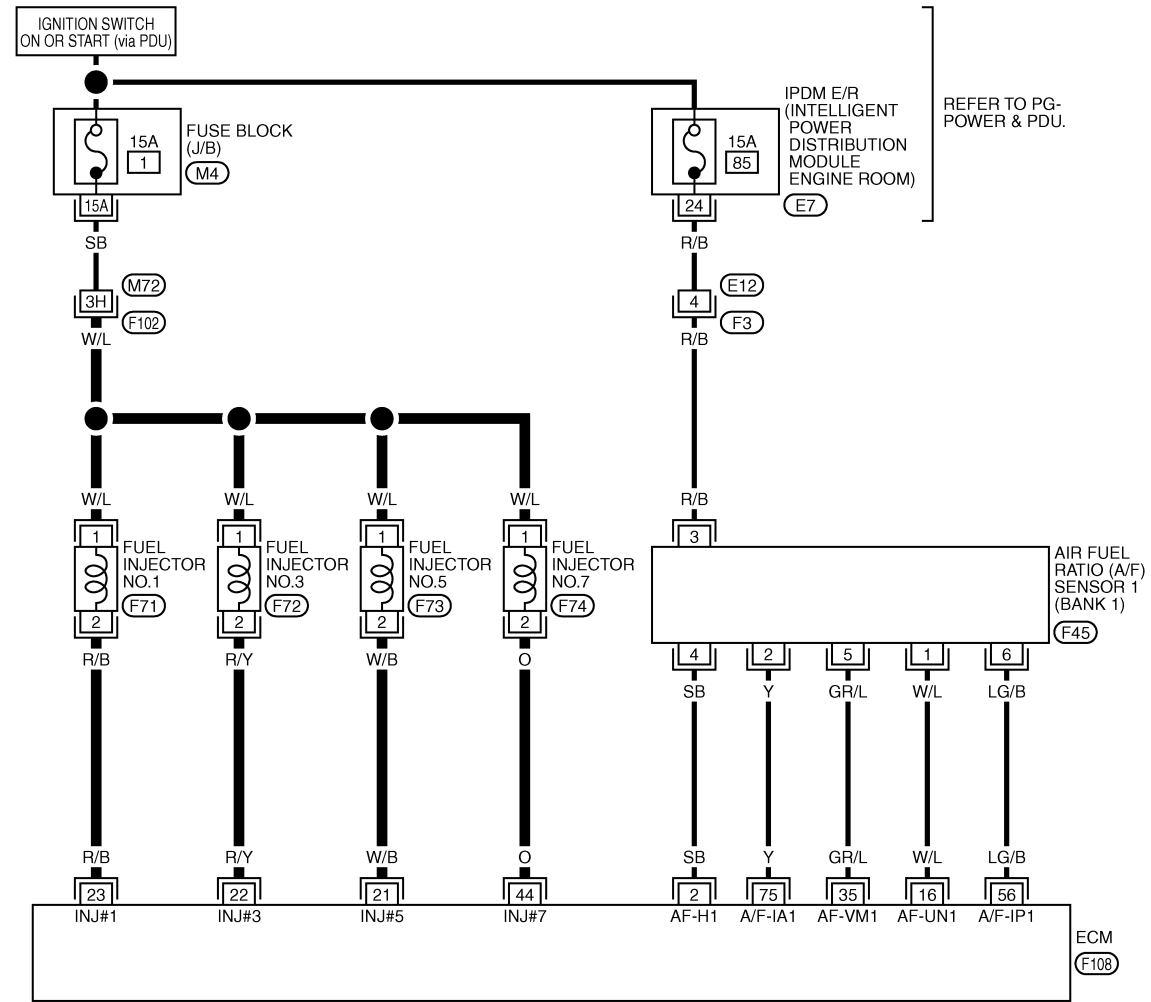 IGNITION SWITCH
ON OR START (via PDU)
FUSE BLOCK
(J/B)
M4
15A
1
15A
SB
M72
3H
F102
W/L
IPDM E/R
(INTELLIGENT
POWER
DISTRIBUTION
MODULE
ENGINE ROOM)
E7
15A
85
24
R/B
REFER TO PG-
POWER & PDU.
E12
4
F3
R/B
W/L
W/L
W/L
W/L
R/B
1
1
1
1
3
FUEL
INJECTOR
NO.1
F71
FUEL
INJECTOR
NO.3
F72
FUEL
INJECTOR
NO.5
F73
FUEL
INJECTOR
NO.7
F74
AIR FUEL
RATIO (A/F)
SENSOR 1
(BANK 1)
F45
2
2
2
2
4
2
5
1
6
R/B
R/Y
W/B
O
SB
Y
GR/L
W/L
LG/B
R/B
R/Y
W/B
O
SB
Y
GR/L
W/L
LG/B
23
22
21
44
2
75
35
16
56
INJ#1
INJ#3
INJ#5
INJ#7
AF-H1
A/F-IA1
AF-VM1
AF-UN1
A/F-IP1
ECM
F108